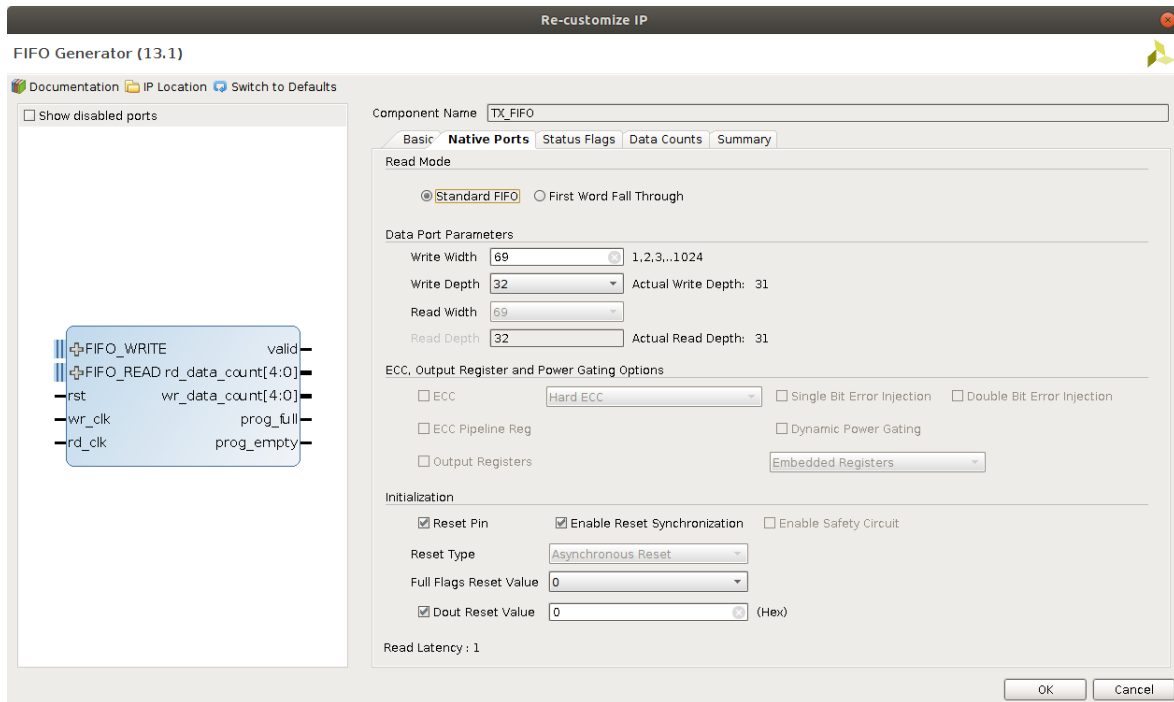 Re-customize IP
FIFO Generator (13.1)
Documentation IP Location Switch to Defaults
Show disabled ports
Component Name TX_FIFO
Basic Native Ports Status Flags Data Counts Summary
Read Mode
Standard FIFO First Word Fall Through
Data Port Parameters
Write Width 69 1,2,3,..1024
Write Depth 32 Actual Write Depth: 31
Read Width 69
Read Depth 32 Actual Read Depth: 31
FIFO_WRITE valid
FIFO_READ rd_data_count[4:0]
rst wr_data_count[4:0]
wr_clk prog_full
rd_clk prog_empty
ECC, Output Register and Power Gating Options
ECC Hard ECC Single Bit Error Injection Double Bit Error Injection
ECC Pipeline Reg Dynamic Power Gating
Output Registers Embedded Registers
Initialization
Reset Pin Enable Reset Synchronization Enable Safety Circuit
Reset Type Asynchronous Reset
Full Flags Reset Value 0
Dout Reset Value 0 (Hex)
Read Latency : 1
OK Cancel